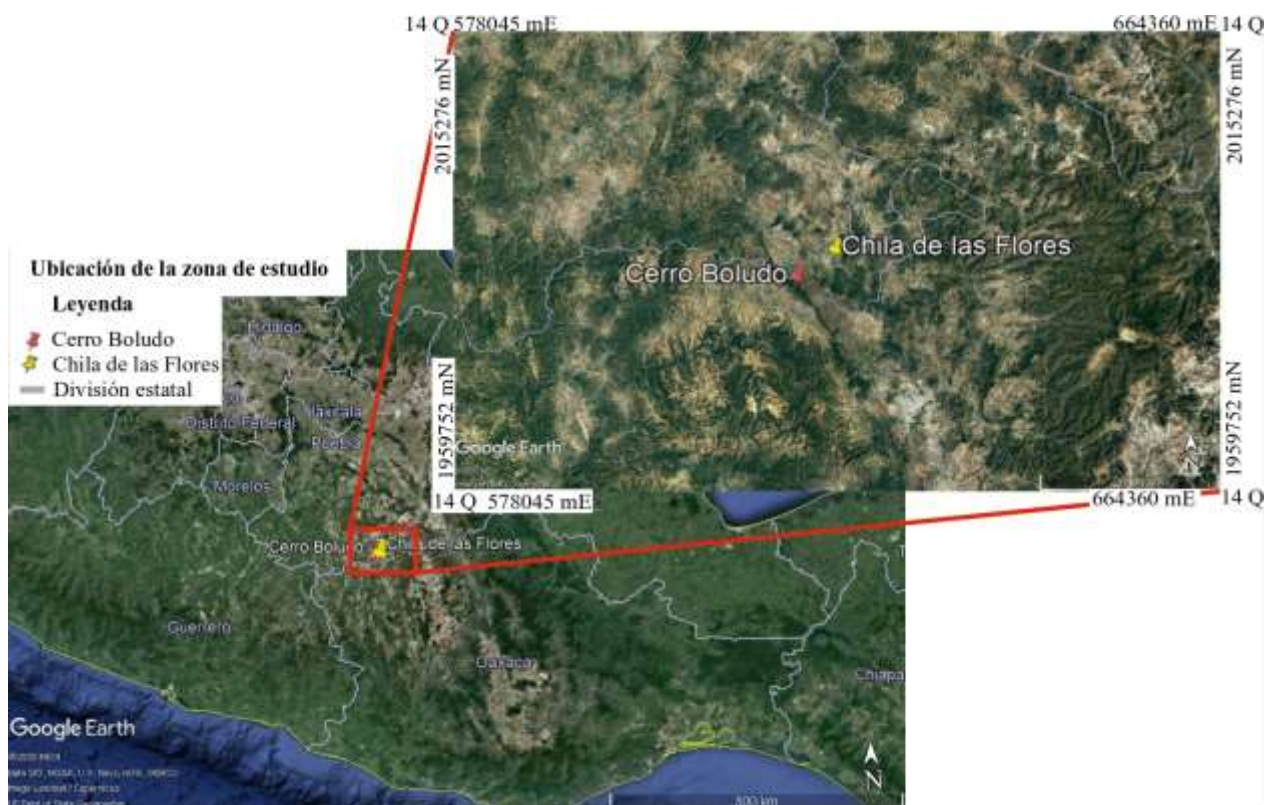 14 Q 578045 mE
664360 mE 14 Q
2015276 mN
2015276 mN
Chila de las Flores
Cerro Boludo
Ubicación de la zona de estudio
Leyenda
Cerro Boludo
Chila de las Flores
División estatal
Hidalgo
Tlaxcala
Distrito Federal
Puebla
Morelos
1959752 mN
1959752 mN
Google Earth
14 Q 578045 mE
664360 mE 14 Q
Cerro Boludo
Chila de las Flores
Guerrero
Oaxaca
Chiapa
Google Earth
N
800 km